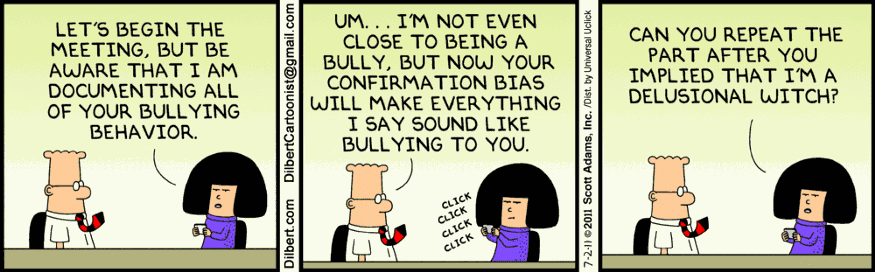 LET'S BEGIN THE
MEETING, BUT BE
AWARE THAT I AM
DOCUMENTING ALL
OF YOUR BULLYING
BEHAVIOR.
Dilbert.com DilbertCartoonist@gmail.com
UM. . . I'M NOT EVEN
CLOSE TO BEING A
BULLY, BUT NOW YOUR
CONFIRMATION BIAS
WILL MAKE EVERYTHING
I SAY SOUND LIKE
BULLYING TO YOU.
CLICK
CLICK
CLICK
CLICK
7-2-11 ©2011 Scott Adams, Inc. /Dist. by Universal Uclick
CAN YOU REPEAT THE
PART AFTER YOU
IMPLIED THAT I'M A
DELUSIONAL WITCH?